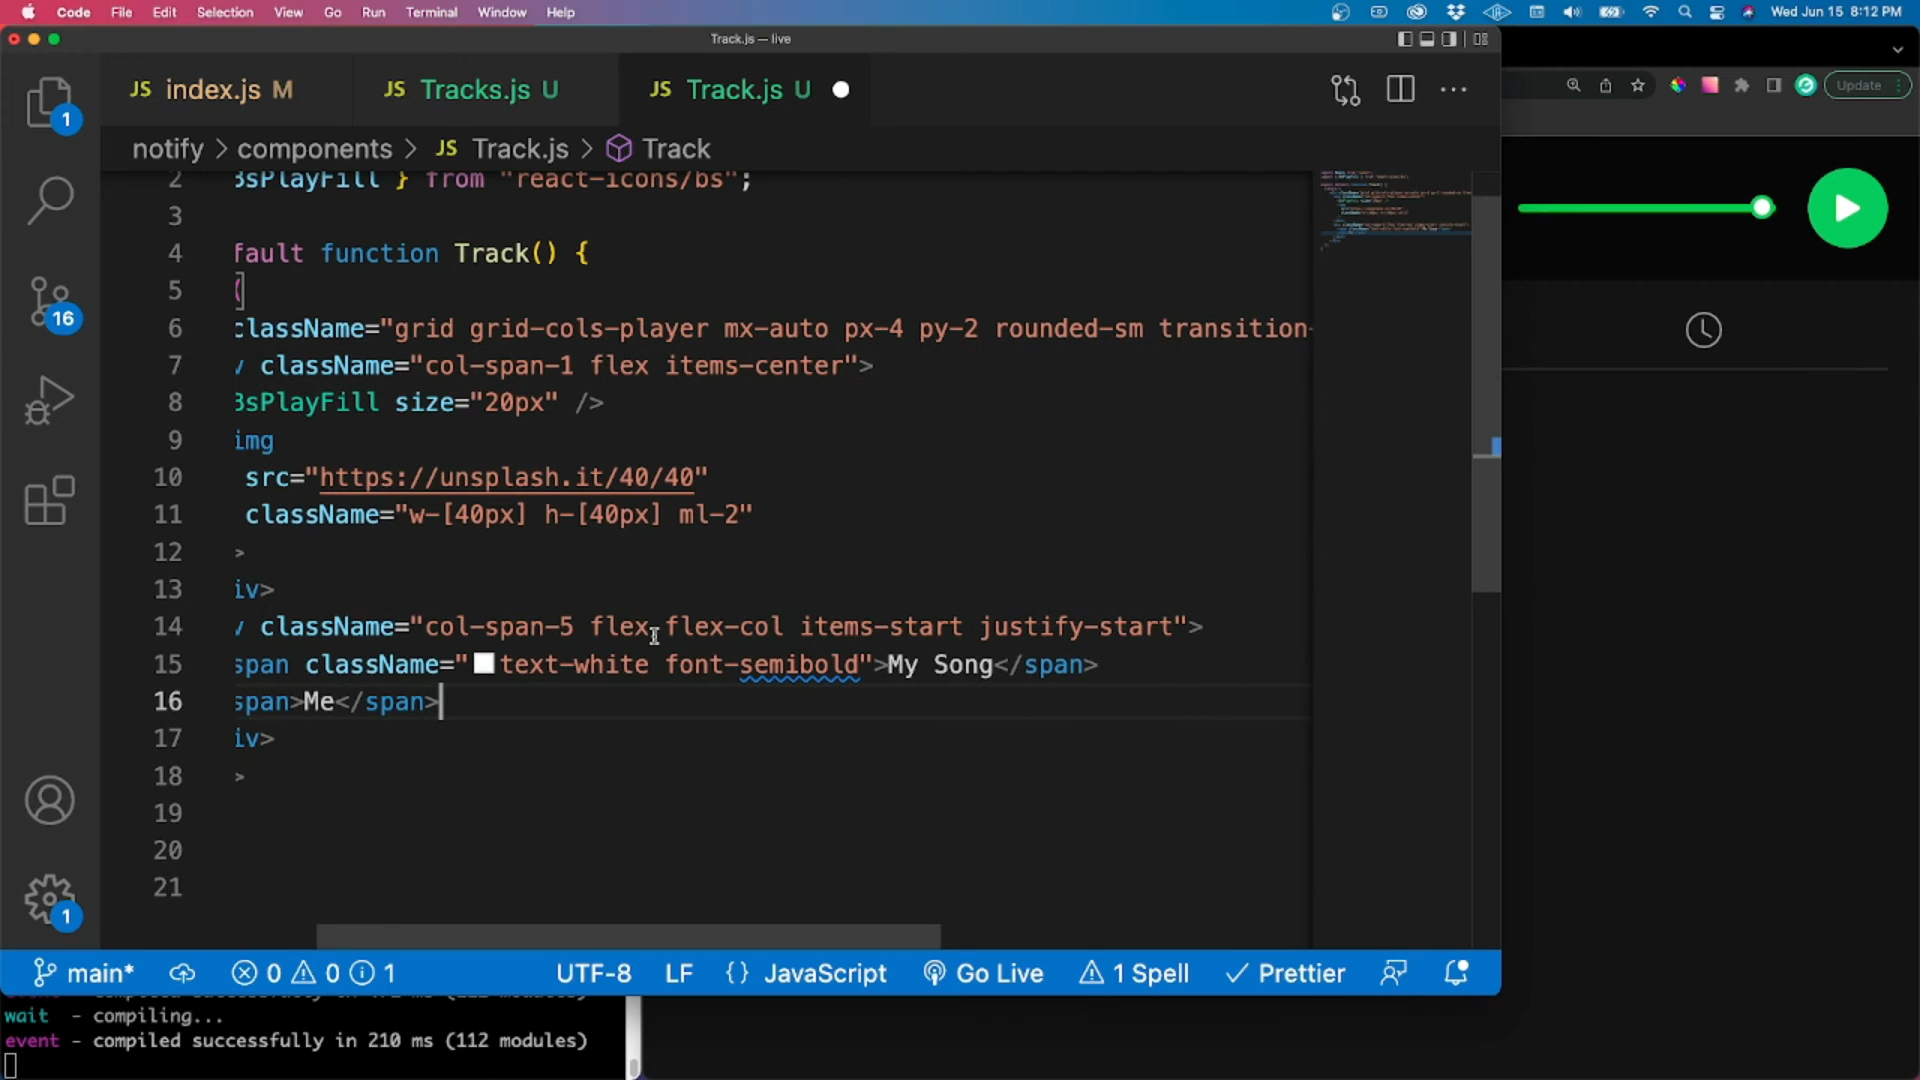 Code File Edit Selection View Go Run Terminal Window Help Wed Jun 15 8:12 PM
Track.js — live
JS index.js M JS Tracks.js U JS Track.js U
Update
notify > components > JS Track.js > Track
2 BsPlayFill } from "react-icons/bs";
3
4 fault function Track() {
5 (
6 className="grid grid-cols-player mx-auto px-4 py-2 rounded-sm transition-
7 v className="col-span-1 flex items-center">
8 BsPlayFill size="20px" />
9 img
10 src="https://unsplash.it/40/40"
11 className="w-[40px] h-[40px] ml-2"
12 >
13 iv>
14 v className="col-span-5 flex flex-col items-start justify-start">
15 span className="text-white font-semibold">My Song</span>
16 span>Me</span>
17 iv>
18 >
19
20
21
1
16
1
main* 0 0 1 UTF-8 LF {} JavaScript Go Live 1 Spell Prettier
wait - compiling...
event - compiled successfully in 210 ms (112 modules)